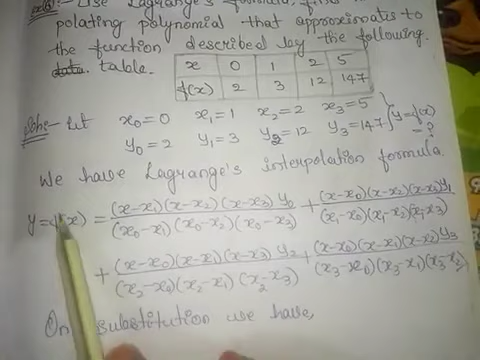 Use Lagrange's formula, find
polating polynomial that approximates to
the function described by the following.
table.
x 0 1 2 5
f(x) 2 3 12 147
Soln:- Let x₀=0 x₁=1 x₂=2 x₃=5
y₀=2 y₁=3 y₂=12 y₃=147 } y=f(x) =?
We have Lagrange's interpolation formula
y=f(x) = (x-x₁)(x-x₂)(x-x₃) y₀ / (x₀-x₁)(x₀-x₂)(x₀-x₃) + (x-x₀)(x-x₂)(x-x₃)y₁ / (x₁-x₀)(x₁-x₂)(x₁-x₃)
+ (x-x₀)(x-x₁)(x-x₃) y₂ / (x₂-x₀)(x₂-x₁)(x₂-x₃) + (x-x₀)(x-x₁)(x-x₂)y₃ / (x₃-x₀)(x₃-x₁)(x₃-x₂)
On substitution we have,